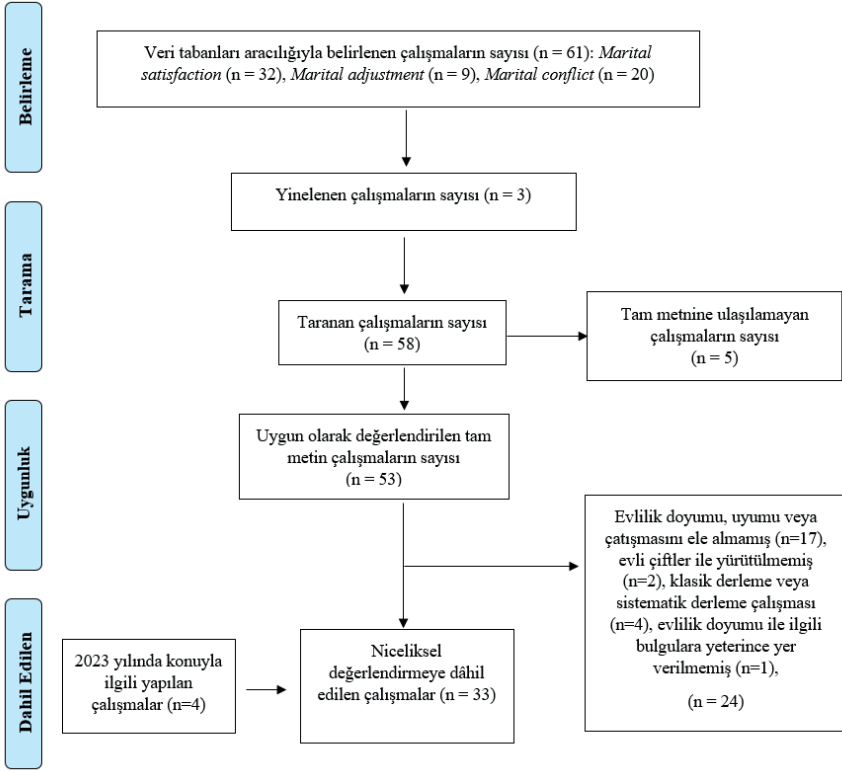 Belirleme
Veri tabanları aracılığıyla belirlenen çalışmaların sayısı (n = 61): Marital
satisfaction (n = 32), Marital adjustment (n = 9), Marital conflict (n = 20)
Yinelenen çalışmaların sayısı (n = 3)
Tarama
Taranan çalışmaların sayısı
(n = 58)
Tam metnine ulaşılamayan
çalışmaların sayısı
(n = 5)
Uygunluk
Uygun olarak değerlendirilen tam
metin çalışmaların sayısı
(n = 53)
Evlilik doyumu, uyumu veya
çatışmasını ele almamış (n=17),
evli çiftler ile yürütülmemiş
(n=2), klasik derleme veya
sistematik derleme çalışması
(n=4), evlilik doyumu ile ilgili
bulgulara yeterince yer
verilmemiş (n=1),
(n = 24)
Dahil Edilen
2023 yılında konuyla
ilgili yapılan
çalışmalar (n=4)
Niceliksel
değerlendirmeye dâhil
edilen çalışmalar (n = 33)